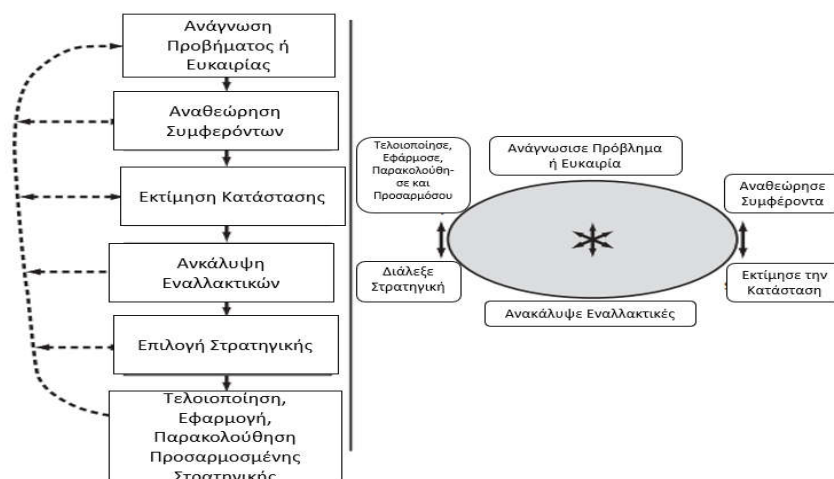 Ανάγνωση
Προβήματος ή
Ευκαιρίας
Αναθεώρηση
Συμφερόντων
Εκτίμηση Κατάστασης
Ανκάλυψη
Εναλλακτικών
Επιλογή Στρατηγικής
Τελοιοποίηση,
Εφαρμογή,
Παρακολούθηση
Προσαρμοσμένης
Στρατηγικής
Τελοιοποίησε,
Εφάρμοσε,
Παρακολούθη-
σε και
Προσαρμόσου
Ανάγνωσισε Πρόβλημα
ή Ευκαιρία
Αναθεώρησε
Συμφέροντα
Διάλεξε
Στρατηγική
Εκτίμησε την
Κατάσταση
Ανακάλυψε Εναλλακτικές